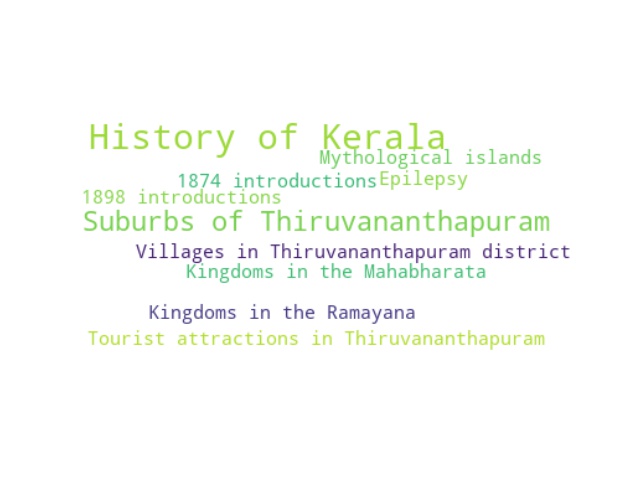 History of Kerala
Mythological islands
1874 introductions
Epilepsy
1898 introductions
Suburbs of Thiruvananthapuram
Villages in Thiruvananthapuram district
Kingdoms in the Mahabharata
Kingdoms in the Ramayana
Tourist attractions in Thiruvananthapuram